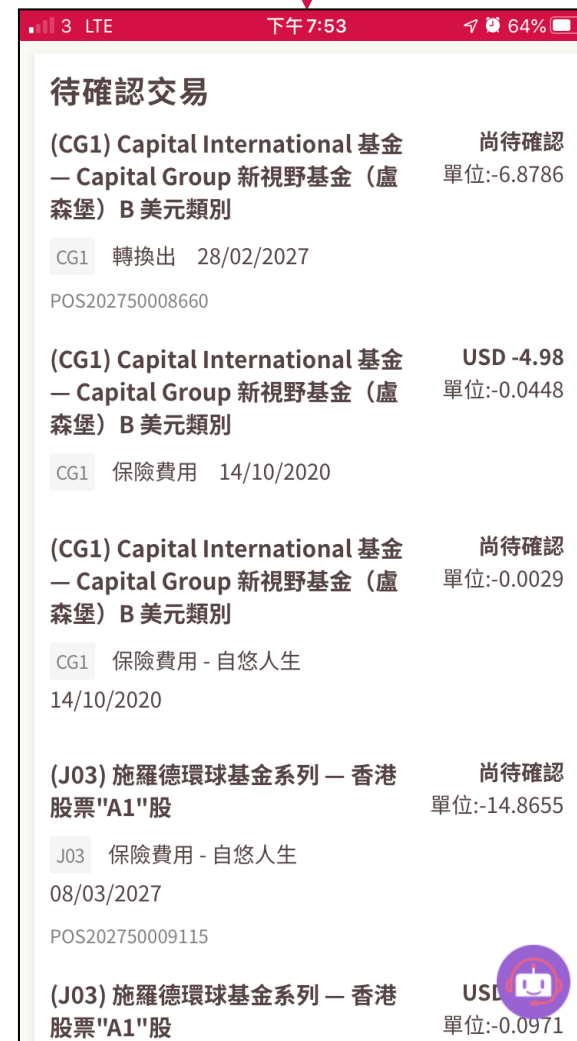 3 LTE 下午7:53 64%
待確認交易
(CG1) Capital International 基金 尚待確認
— Capital Group 新視野基金（盧 單位:-6.8786
森堡）B 美元類別
CG1 轉換出 28/02/2027
POS202750008660
(CG1) Capital International 基金 USD -4.98
— Capital Group 新視野基金（盧 單位:-0.0448
森堡）B 美元類別
CG1 保險費用 14/10/2020
(CG1) Capital International 基金 尚待確認
— Capital Group 新視野基金（盧 單位:-0.0029
森堡）B 美元類別
CG1 保險費用 - 自悠人生
14/10/2020
(J03) 施羅德環球基金系列 — 香港 尚待確認
股票"A1"股 單位:-14.8655
J03 保險費用 - 自悠人生
08/03/2027
POS202750009115
(J03) 施羅德環球基金系列 — 香港 USD
股票"A1"股 單位:-0.0971